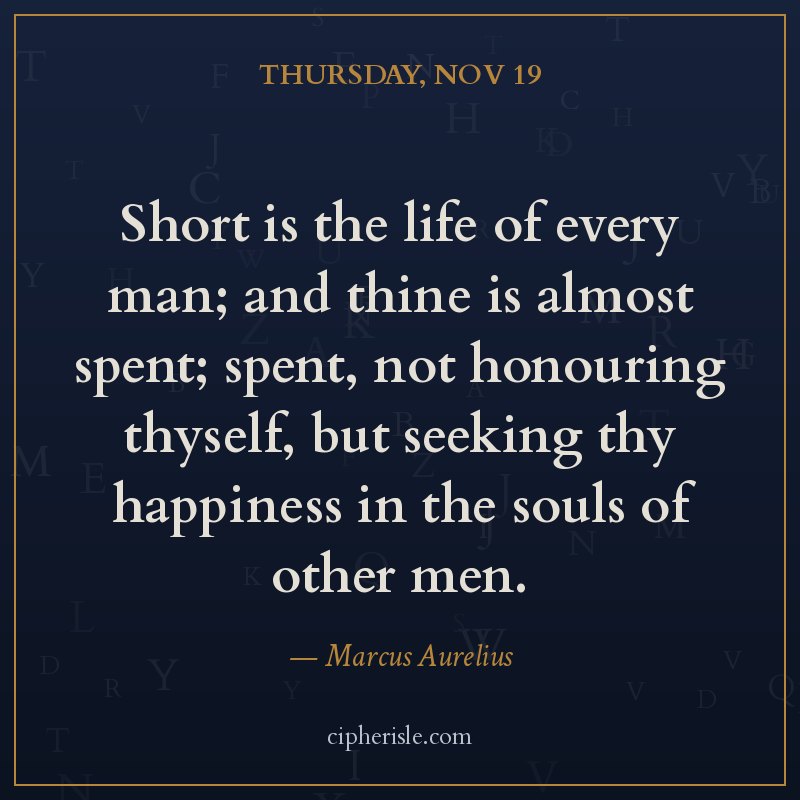 THURSDAY, NOV 19
Short is the life of every
man; and thine is almost
spent; spent, not honouring
thyself, but seeking thy
happiness in the souls of
other men.
— Marcus Aurelius
cipherisle.com